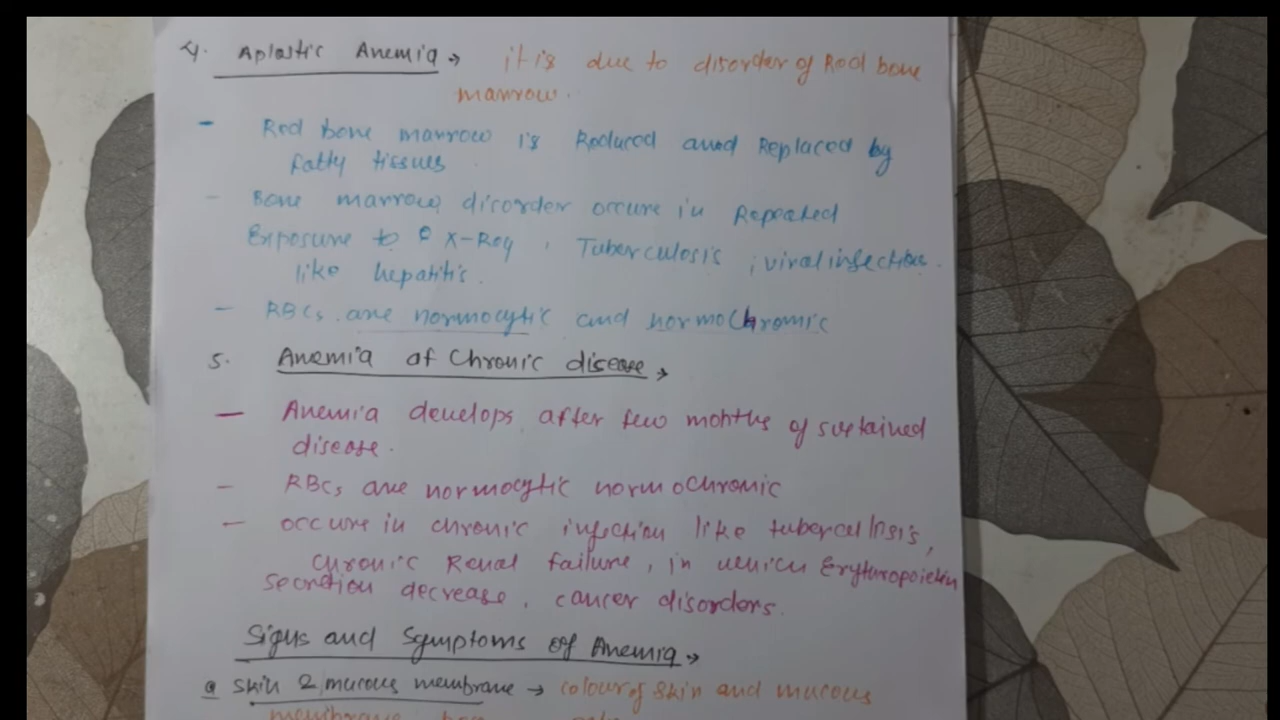 4. Aplastic Anemia → it is due to disorder of Red bone
marrow.
- Red bone marrow is Reduced and Replaced by
fatty tissues.
- Bone marrow disorder occure in Repeated
Exposure to X-Ray, Tuberculosis, viral infection
like hepatitis.
- RBCs are normocytic and normochromic
5. Anemia of Chronic disease →
- Anemia develops after few months of sustained
disease.
- RBCs are normocytic normochromic
- occure in chronic infection like tubercellosis,
Chronic Renal failure, in which Erythropoietin
secretion decrease, cancer disorders.
Signs and Symptoms of Anemia →
@ Skin & mucous membrane → colour of skin and mucous
membrane